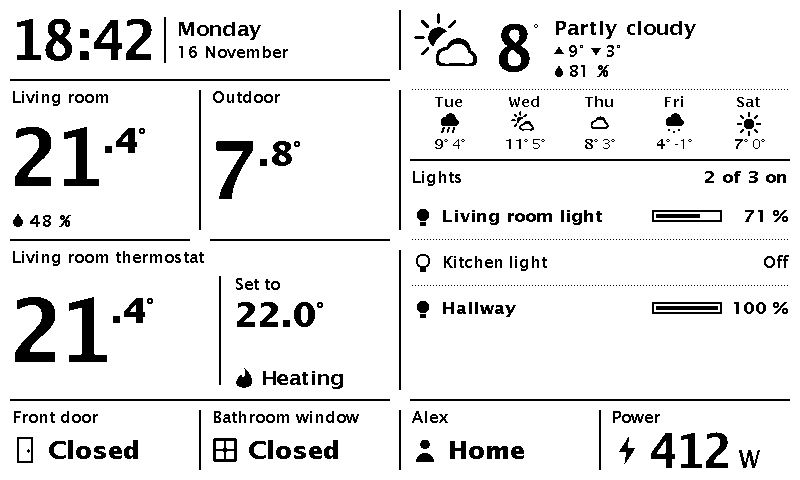 18:42
Monday
16 November
8°
Partly cloudy
9° 3°
81 %
Living room
21.4°
48 %
Outdoor
7.8°
Tue Wed Thu Fri Sat
9° 4° 11° 5° 8° 3° 4° -1° 7° 0°
Lights 2 of 3 on
Living room light 71 %
Kitchen light Off
Hallway 100 %
Living room thermostat
21.4°
Set to
22.0°
Heating
Front door
Closed
Bathroom window
Closed
Alex
Home
Power
412 W